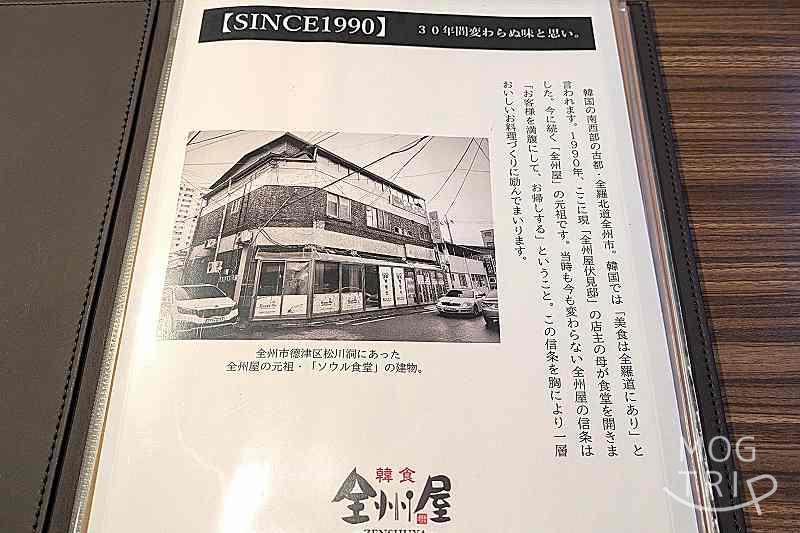 【SINCE1990】 30年間変わらぬ味と思い。
韓国の南西部の古都・全羅北道全州市。韓国では「美食は全羅道にあり」と
言われます。1990年、ここに現「全州屋伏見邸」の店主の母が食堂を開きま
した。今に続く「全州屋」の元祖です。当時も今も変わらない全州屋の信条は
「お客様を満腹にして、お帰しする」ということ。この信条を胸により一層
おいしいお料理づくりに励んでまいります。
全州市德津区松川洞にあった
全州屋の元祖・「ソウル食堂」の建物。
韓食
全州屋
ZENSHUYA
MOG
TRIP